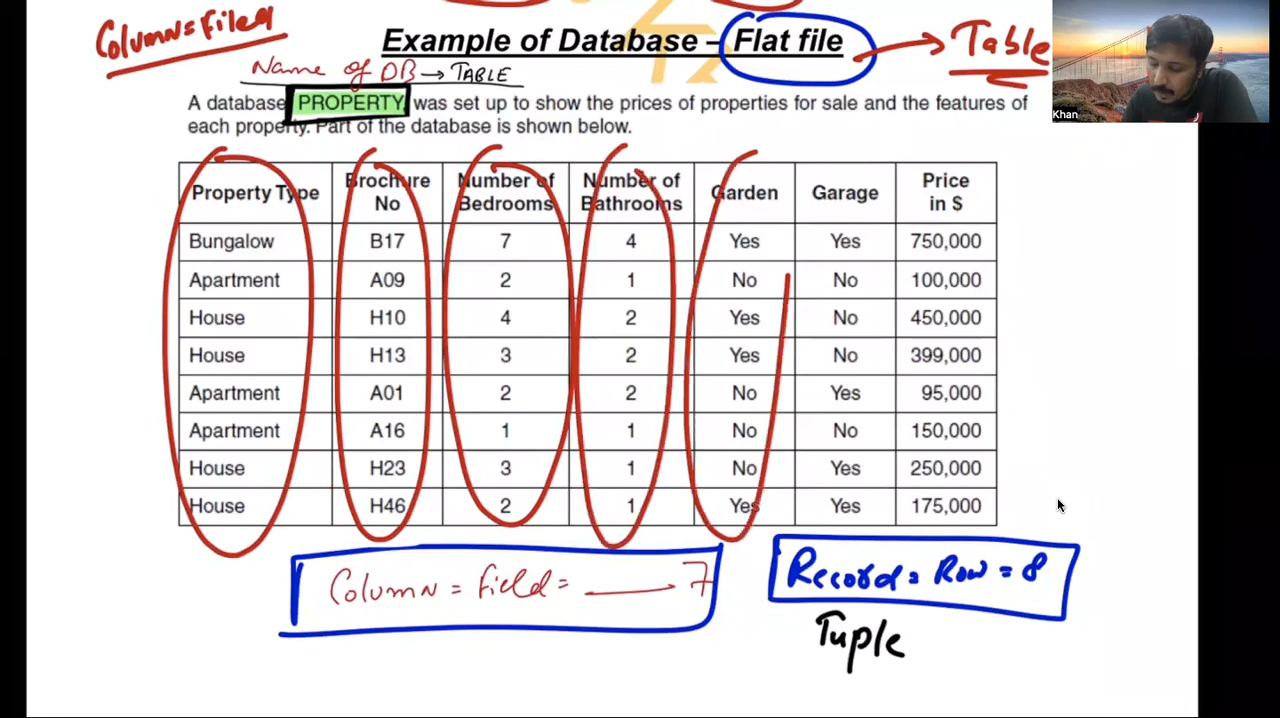 Column=Filed
Example of Database – Flat file
Table
Name of DB → TABLE
A database PROPERTY, was set up to show the prices of properties for sale and the features of
each property. Part of the database is shown below.
Khan
Property Type Brochure No Number of Bedrooms Number of Bathrooms Garden Garage Price in $
Bungalow B17 7 4 Yes Yes 750,000
Apartment A09 2 1 No No 100,000
House H10 4 2 Yes No 450,000
House H13 3 2 Yes No 399,000
Apartment A01 2 2 No Yes 95,000
Apartment A16 1 1 No No 150,000
House H23 3 1 No Yes 250,000
House H46 2 1 Yes Yes 175,000
Column = Field = 7
Record = Row = 8
Tuple